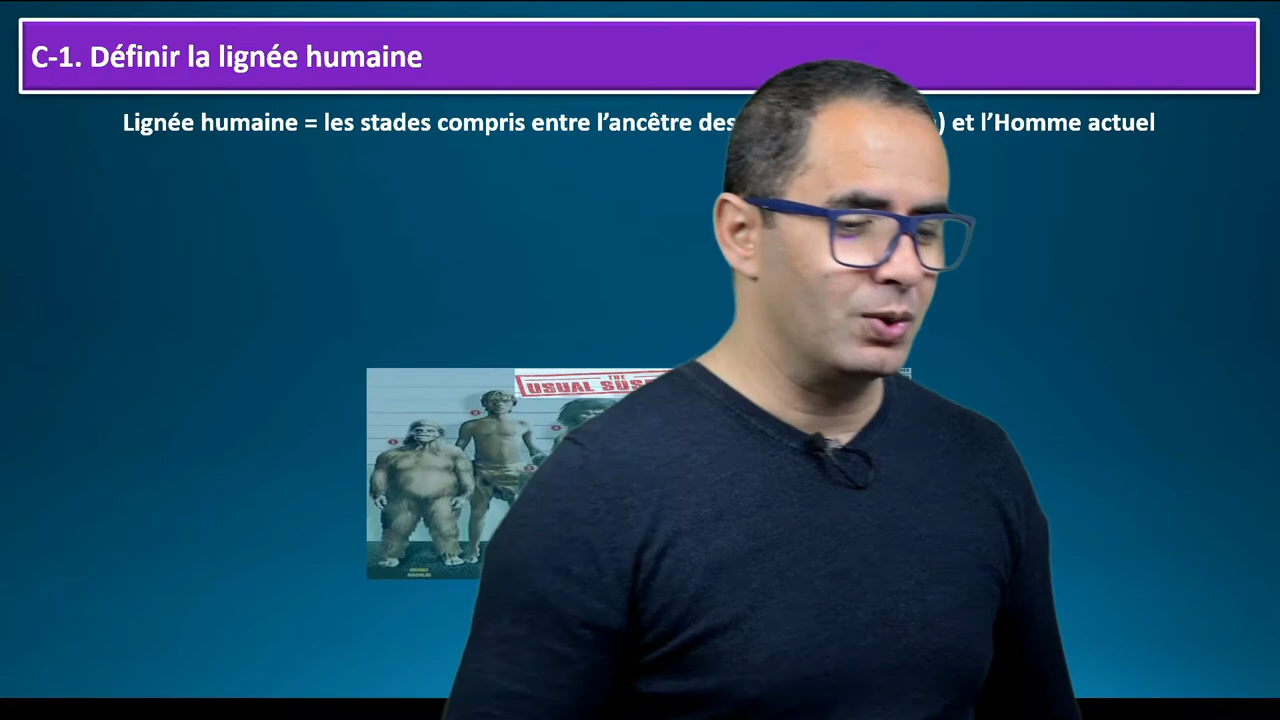 C-1. Définir la lignée humaine
Lignée humaine = les stades compris entre l’ancêtre des ) et l’Homme actuel
THE
USUAL